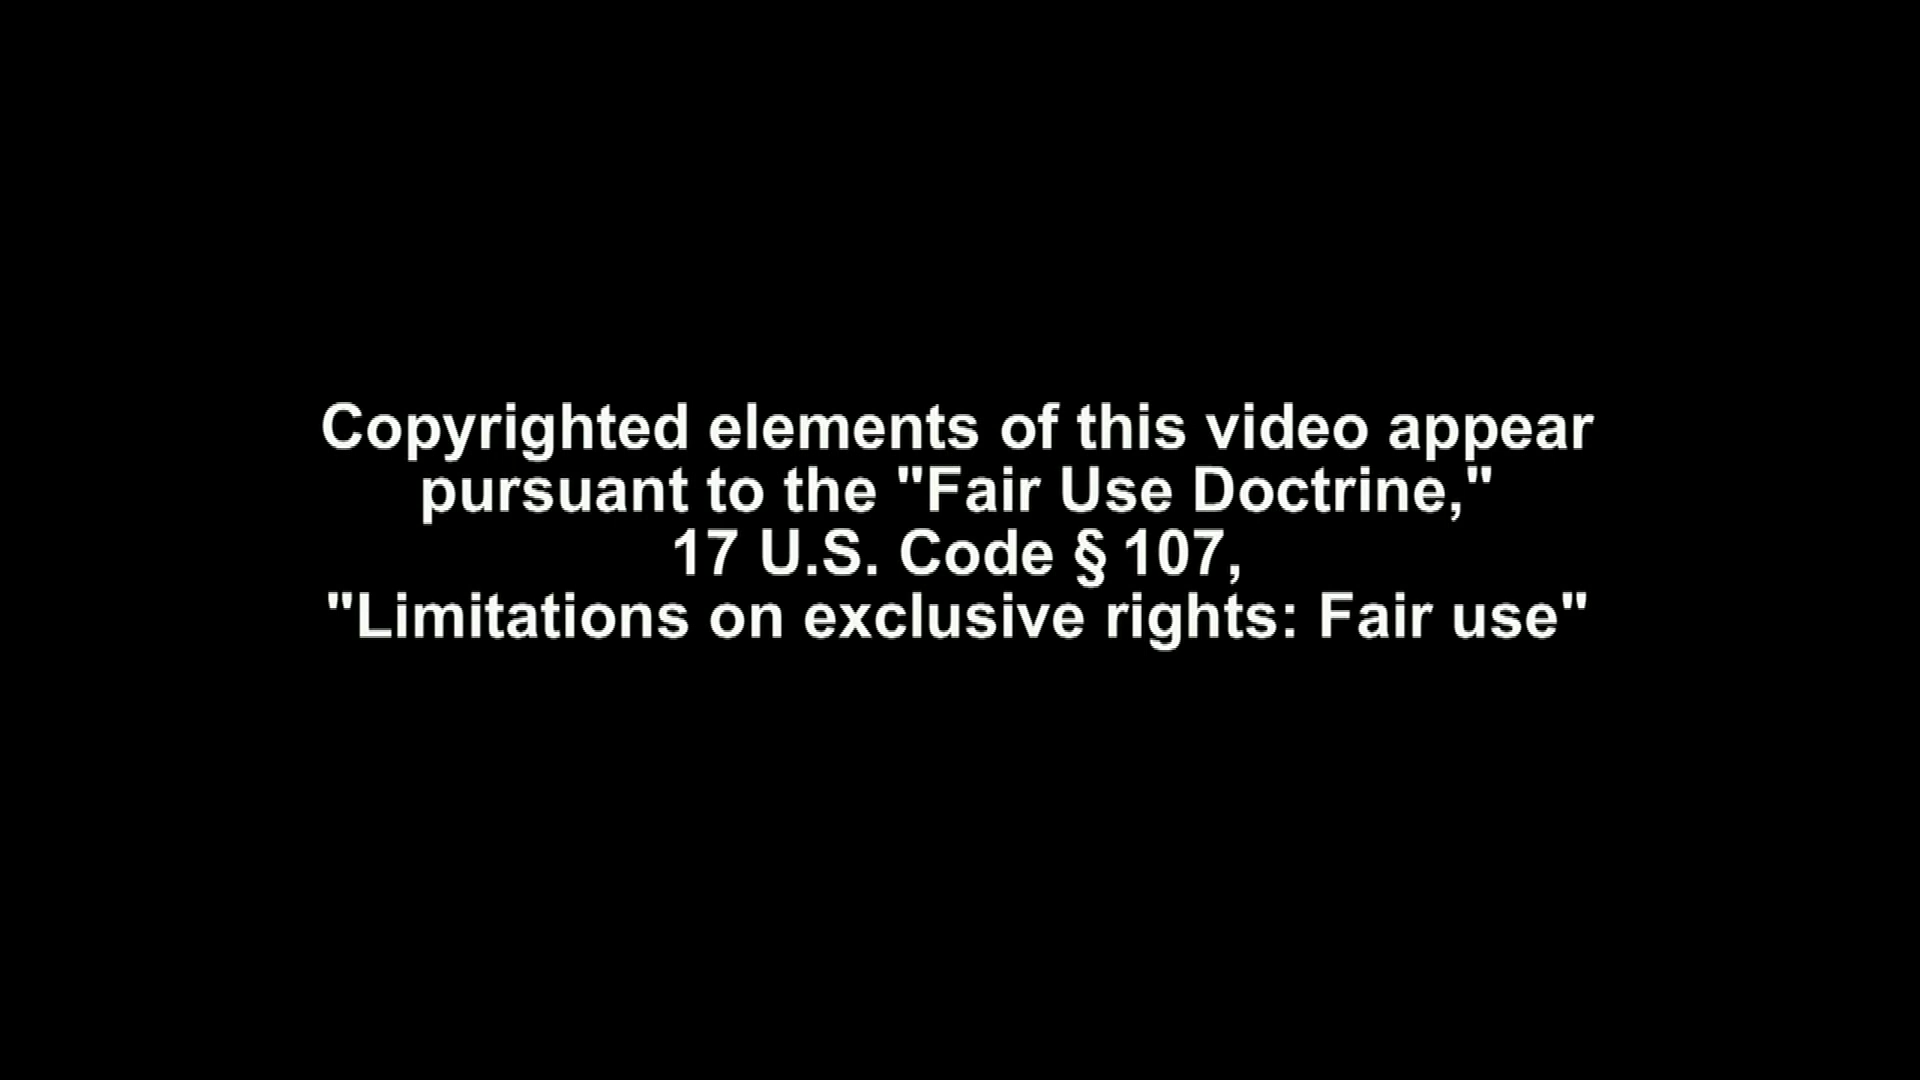 Copyrighted elements of this video appear
pursuant to the "Fair Use Doctrine,"
17 U.S. Code § 107,
"Limitations on exclusive rights: Fair use"